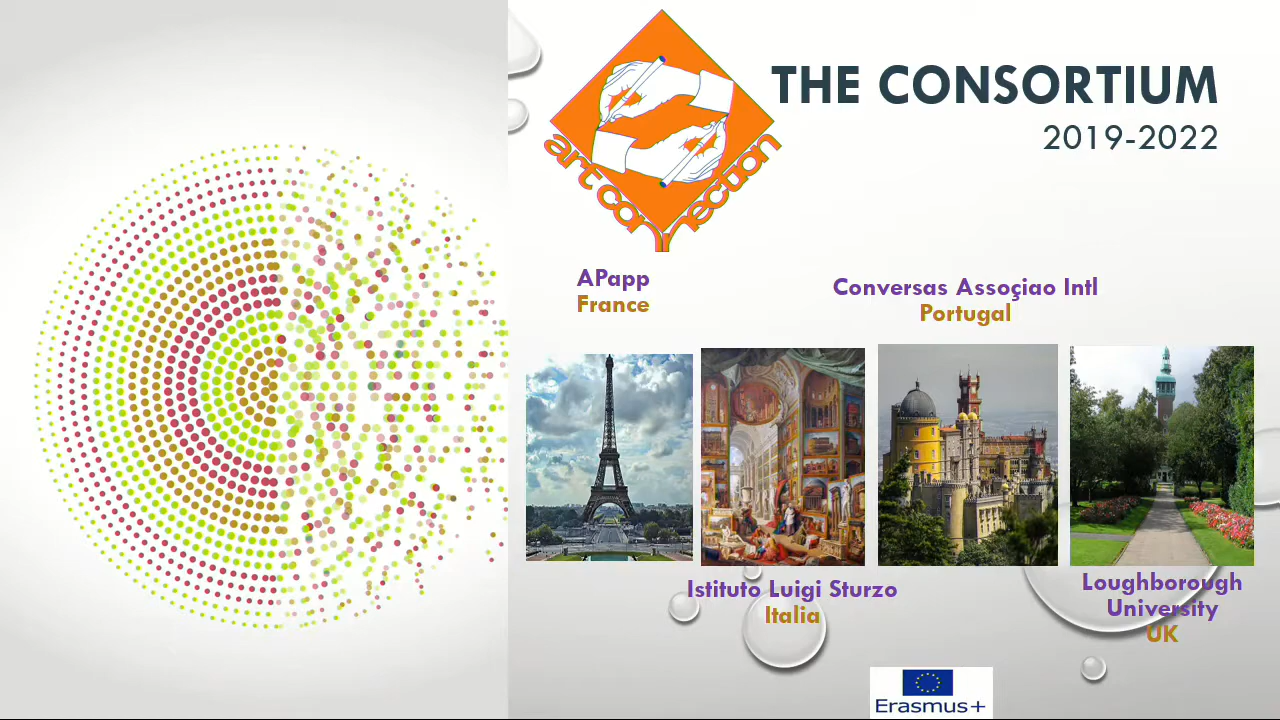 THE CONSORTIUM
2019-2022
art connection
APapp
France
Conversas Assoçiao Intl
Portugal
Istituto Luigi Sturzo
Italia
Loughborough
University
UK
Erasmus+